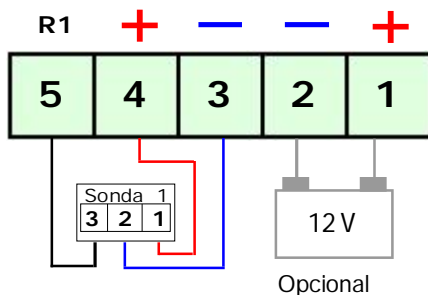 R1 + — — +
5 4 3 2 1
Sonda 1
3 2 1
12 V
Opcional